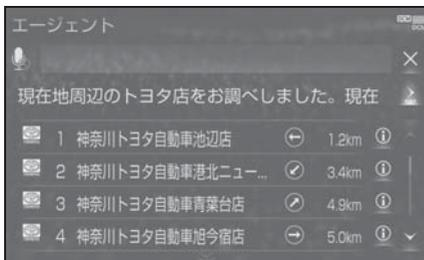 エージェント
現在地周辺のトヨタ店をお調べしました。現在
1 神奈川トヨタ自動車池辺店 1.2km
2 神奈川トヨタ自動車港北ニュー... 3.4km
3 神奈川トヨタ自動車青葉台店 4.9km
4 神奈川トヨタ自動車旭今宿店 5.0km